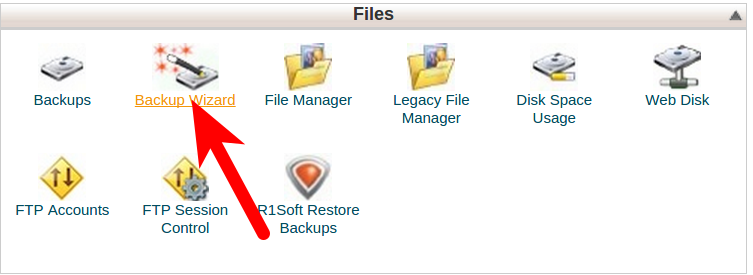 Files
Backups
Backup Wizard
File Manager
Legacy File
Manager
Disk Space
Usage
Web Disk
FTP Accounts
FTP Session
Control
R1Soft Restore
Backups